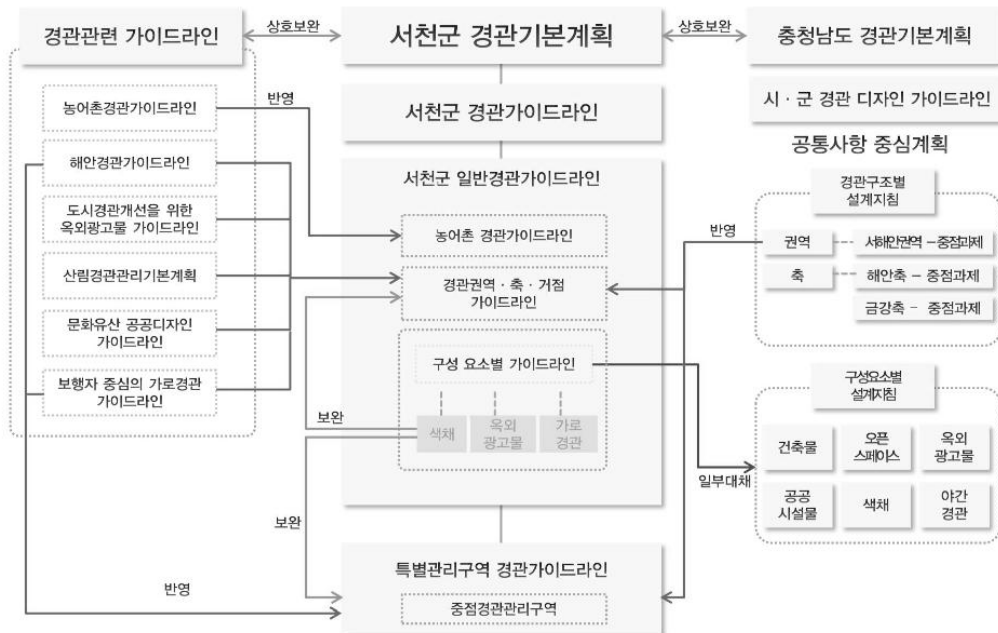 경관관련 가이드라인
상호보완
서천군 경관기본계획
상호보완
충청남도 경관기본계획
농어촌경관가이드라인
해안경관가이드라인
도시경관개선을 위한
옥외광고물 가이드라인
산림경관관리기본계획
문화유산 공공디자인
가이드라인
보행자 중심의 가로경관
가이드라인
반영
서천군 경관가이드라인
서천군 일반경관가이드라인
농어촌 경관가이드라인
경관권역 · 축 · 거점
가이드라인
구성 요소별 가이드라인
색채
옥외
광고물
가로
경관
보완
보완
반영
특별관리구역 경관가이드라인
중점경관관리구역
시 · 군 경관 디자인 가이드라인
공통사항 중심계획
경관구조별
설계지침
반영
권역
서해안권역 – 중점과제
축
해안축 – 중점과제
금강축 – 중점과제
구성요소별
설계지침
일부대채
건축물
오픈
스페이스
옥외
광고물
공공
시설물
색채
야간
경관